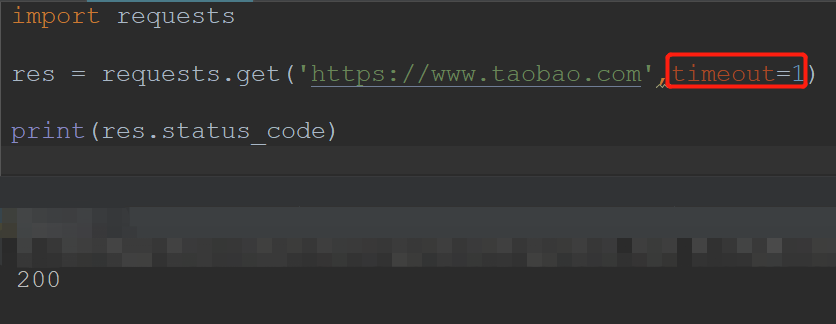 import requests
res = requests.get('https://www.taobao.com',timeout=1)
print(res.status_code)
200